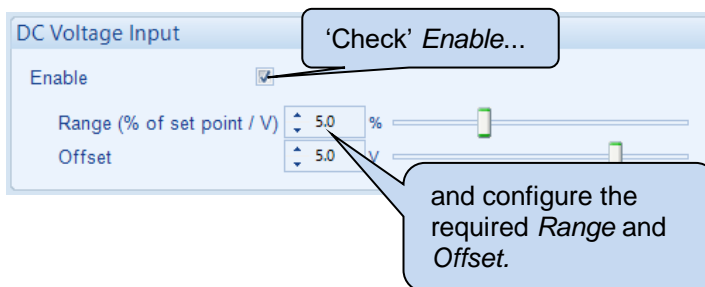 DC Voltage Input
‘Check’ Enable...
Enable
Range (% of set point / V) 5.0 %
Offset 5.0 V
and configure the
required Range and
Offset.